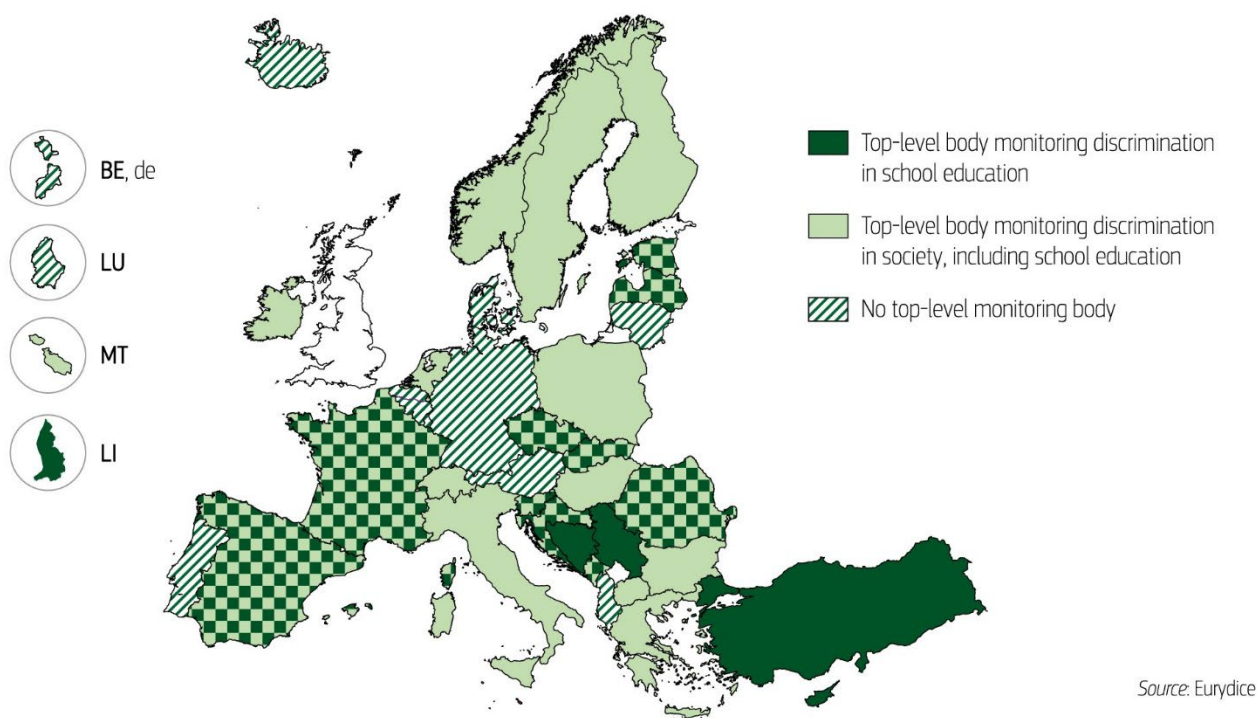 BE, de
LU
MT
LI
Top-level body monitoring discrimination
in school education
Top-level body monitoring discrimination
in society, including school education
No top-level monitoring body
Source: Eurydice